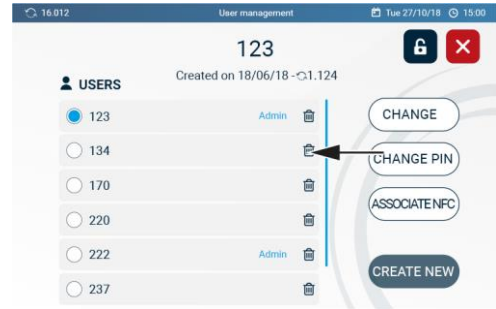 16.012 User management Tue 27/10/18 15:00
123
Created on 18/06/18 - 1.124
USERS
123 Admin
134
170
220
222 Admin
237
CHANGE
CHANGE PIN
ASSOCIATE NFC
CREATE NEW